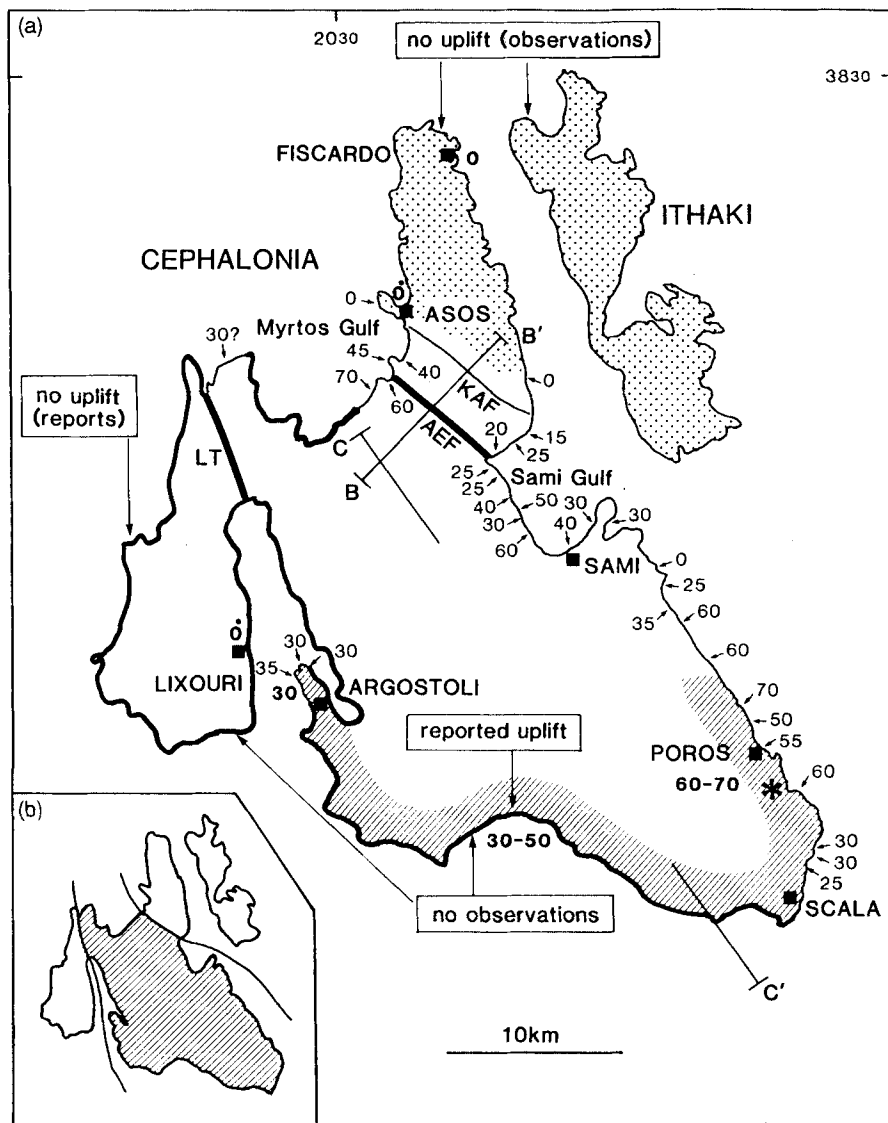 (a)
2030
no uplift (observations)
3830
FISCARDO
0
ITHAKI
CEPHALONIA
0
0
ASOS
Myrtos Gulf
B'
30?
45
40
no uplift
(reports)
70
60
KAF
0
AEF
20
15
LT
C
25
B
25
Sami Gulf
25
40
50
30
30
30
60
40
SAMI
0
25
35
60
0
30
30
60
35
LIXOURI
30
ARGOSTOLI
70
reported uplift
50
POROS
55
60-70
60
*
(b)
30-50
30
30
no observations
25
SCALA
C'
10km